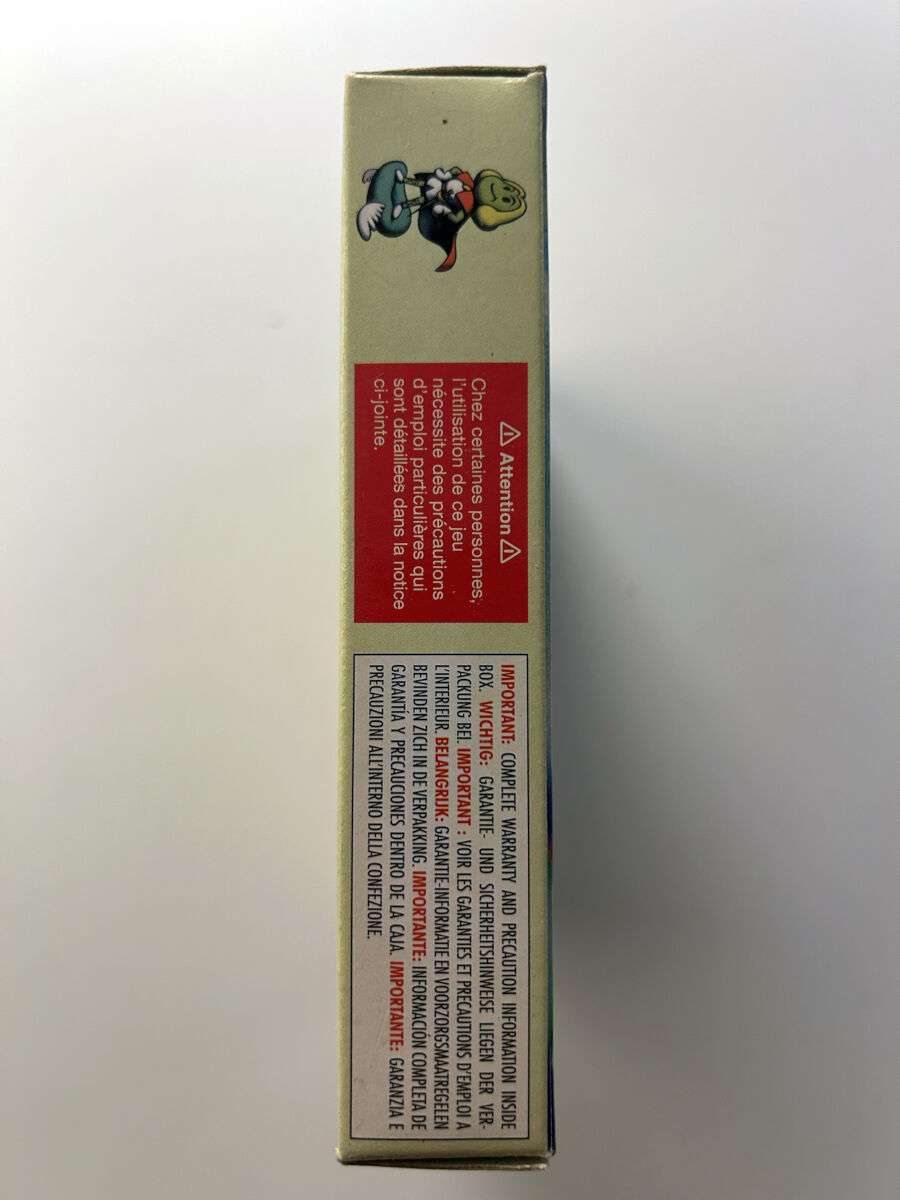 ⚠ Attention ⚠
Chez certaines personnes,
l'utilisation de ce jeu
nécessite des précautions
d'emploi particulières qui
sont détaillées dans la notice
ci-jointe.
IMPORTANT: COMPLETE WARRANTY AND PRECAUTION INFORMATION INSIDE
BOX. WICHTIG: GARANTIE- UND SICHERHEITSHINWEISE LIEGEN DER VER-
PACKUNG BEI. IMPORTANT : VOIR LES GARANTIES ET PRECAUTIONS D'EMPLOI A
L'INTERIEUR. BELANGRIJK: GARANTIE-INFORMATIE EN VOORZORGSMAATREGELEN
BEVINDEN ZICH IN DE VERPAKKING. IMPORTANTE: INFORMACIÓN COMPLETA DE
GARANTÍA Y PRECAUCIONES DENTRO DE LA CAJA. IMPORTANTE: GARANZIA E
PRECAUZIONI ALL'INTERNO DELLA CONFEZIONE.